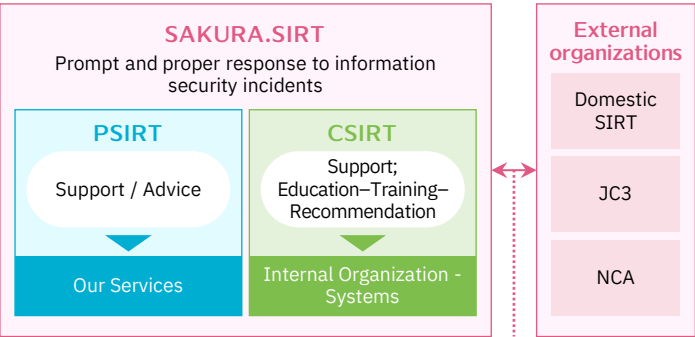 SAKURA.SIRT
Prompt and proper response to information
security incidents
PSIRT
Support / Advice
Our Services
CSIRT
Support;
Education–Training–
Recommendation
Internal Organization -
Systems
External
organizations
Domestic
SIRT
JC3
NCA